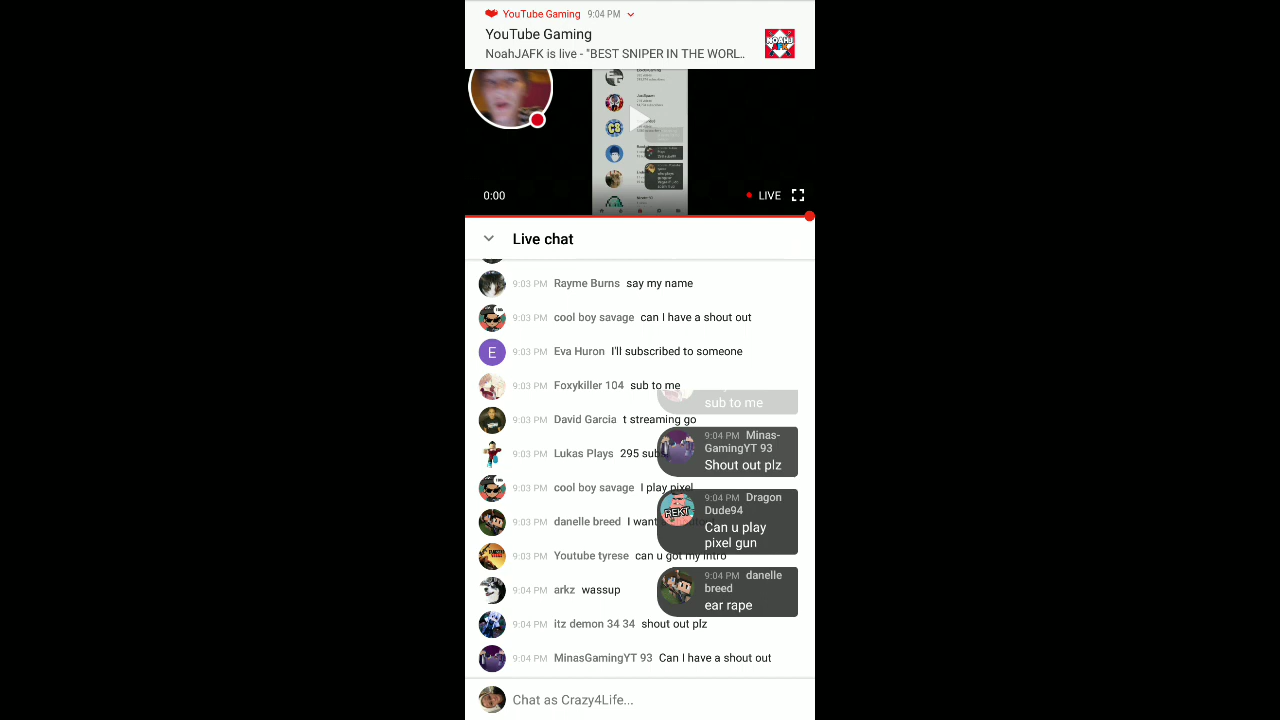 YouTube Gaming 9:04 PM
YouTube Gaming
NoahJAFK is live - "BEST SNIPER IN THE WORL..
NOAHJ
AFK
0:00
LIVE
Live chat
9:03 PM Rayme Burns say my name
9:03 PM cool boy savage can I have a shout out
E
9:03 PM Eva Huron I'll subscribed to someone
9:03 PM Foxykiller 104 sub to me
sub to me
9:03 PM David Garcia t streaming go
9:04 PM Minas-
GamingYT 93
Shout out plz
9:03 PM Lukas Plays 295 subs
9:03 PM cool boy savage I play pixel
REKT
9:04 PM Dragon
Dude94
Can u play
pixel gun
9:03 PM danelle breed I want
9:03 PM Youtube tyrese can u got my intro
9:04 PM danelle
breed
ear rape
9:04 PM arkz wassup
9:04 PM itz demon 34 34 shout out plz
9:04 PM MinasGamingYT 93 Can I have a shout out
Chat as Crazy4Life...